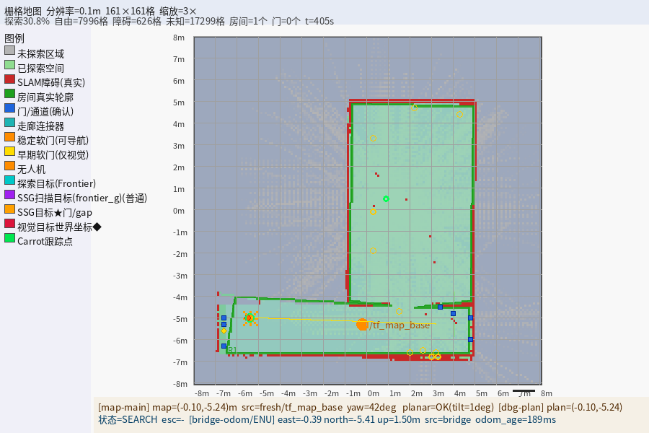 栅格地图 分辨率=0.1m 161×161格 缩放=3×
探索30.8% 自由=7996格 障碍=626格 未知=17299格 房间=1个 门=0个 t=405s
图例
未探索区域
已探索空间
SLAM障碍(真实)
房间真实轮廓
门/通道(确认)
走廊连接器
稳定软门(可导航)
早期软门(仅视觉)
无人机
探索目标(Frontier)
SSG扫描目标(frontier_g)(普通)
SSG目标★门/gap
视觉目标世界坐标◆
Carrot跟踪点
8m
7m
6m
5m
4m
3m
2m
1m
0m
-1m
-2m
-3m
-4m
-5m
-6m
-7m
-8m
/tf_map_base
-8m -7m -6m -5m -4m -3m -2m -1m 0m 1m 2m 3m 4m 5m 6m 7m 8m
[map-main] map=(-0.10,-5.24)m src=fresh/tf_map_base yaw=42deg planar=OK(tilt=1deg) [dbg-plan] plan=(-0.10,-5.24)
状态=SEARCH esc=- [bridge-odom/ENU] east=-0.39 north=-5.41 up=1.50m src=bridge odom_age=189ms